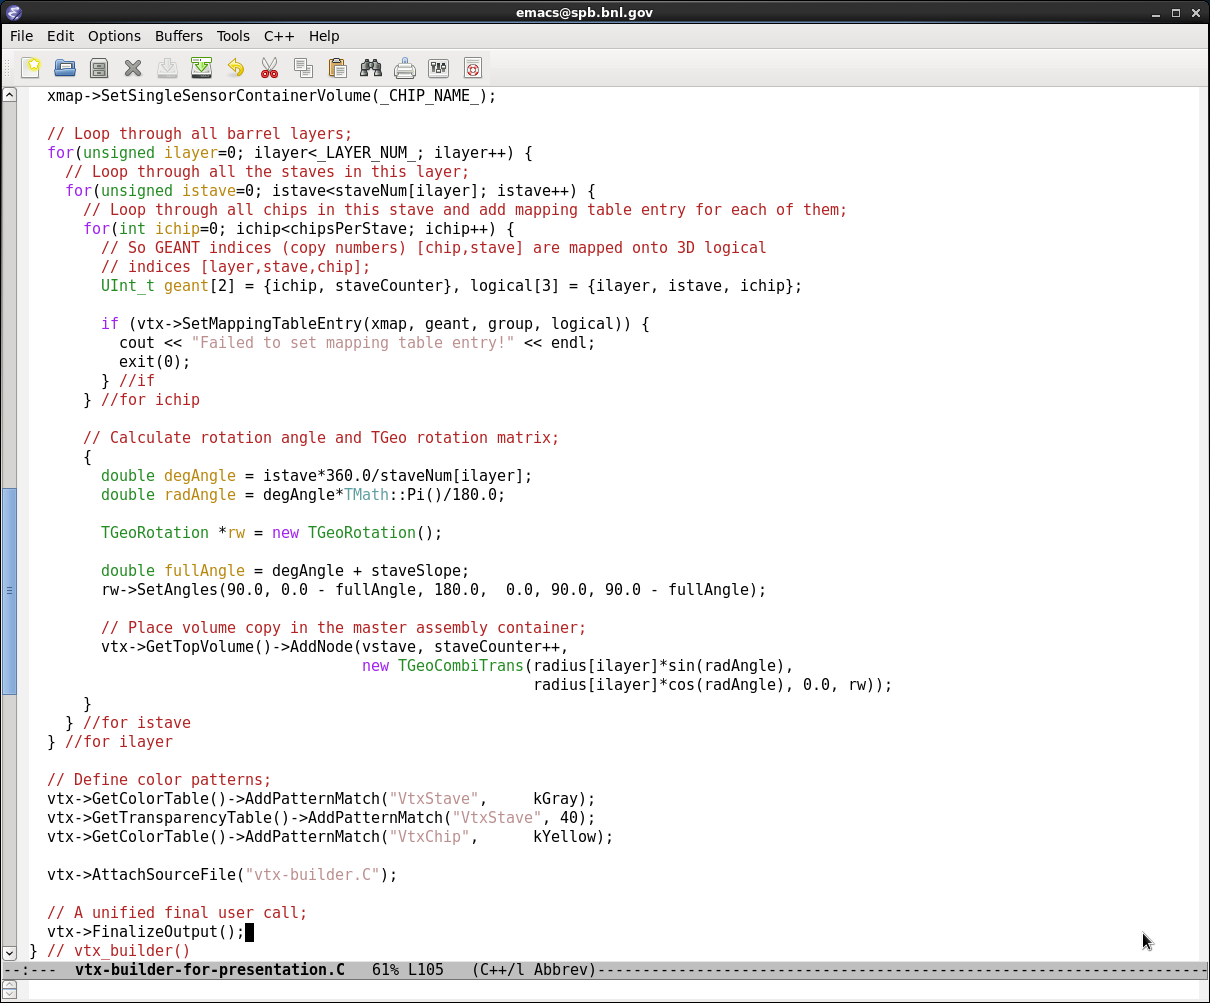 emacs@spb.bnl.gov
File Edit Options Buffers Tools C++ Help
xmap->SetSingleSensorContainerVolume(_CHIP_NAME_);
// Loop through all barrel layers;
for(unsigned ilayer=0; ilayer<_LAYER_NUM_; ilayer++) {
// Loop through all the staves in this layer;
for(unsigned istave=0; istave<staveNum[ilayer]; istave++) {
// Loop through all chips in this stave and add mapping table entry for each of them;
for(int ichip=0; ichip<chipsPerStave; ichip++) {
// So GEANT indices (copy numbers) [chip,stave] are mapped onto 3D logical
// indices [layer,stave,chip];
UInt_t geant[2] = {ichip, staveCounter}, logical[3] = {ilayer, istave, ichip};
if (vtx->SetMappingTableEntry(xmap, geant, group, logical)) {
cout << "Failed to set mapping table entry!" << endl;
exit(0);
} //if
} //for ichip
// Calculate rotation angle and TGeo rotation matrix;
{
double degAngle = istave*360.0/staveNum[ilayer];
double radAngle = degAngle*TMath::Pi()/180.0;
TGeoRotation *rw = new TGeoRotation();
double fullAngle = degAngle + staveSlope;
rw->SetAngles(90.0, 0.0 - fullAngle, 180.0,  0.0, 90.0, 90.0 - fullAngle);
// Place volume copy in the master assembly container;
vtx->GetTopVolume()->AddNode(vstave, staveCounter++,
new TGeoCombiTrans(radius[ilayer]*sin(radAngle),
radius[ilayer]*cos(radAngle), 0.0, rw));
}
} //for istave
} //for ilayer
// Define color patterns;
vtx->GetColorTable()->AddPatternMatch("VtxStave",     kGray);
vtx->GetTransparencyTable()->AddPatternMatch("VtxStave", 40);
vtx->GetColorTable()->AddPatternMatch("VtxChip",      kYellow);
vtx->AttachSourceFile("vtx-builder.C");
// A unified final user call;
vtx->FinalizeOutput();
} // vtx_builder()
--:---  vtx-builder-for-presentation.C   61% L105   (C++/l Abbrev)--------------------------------------------------------------------